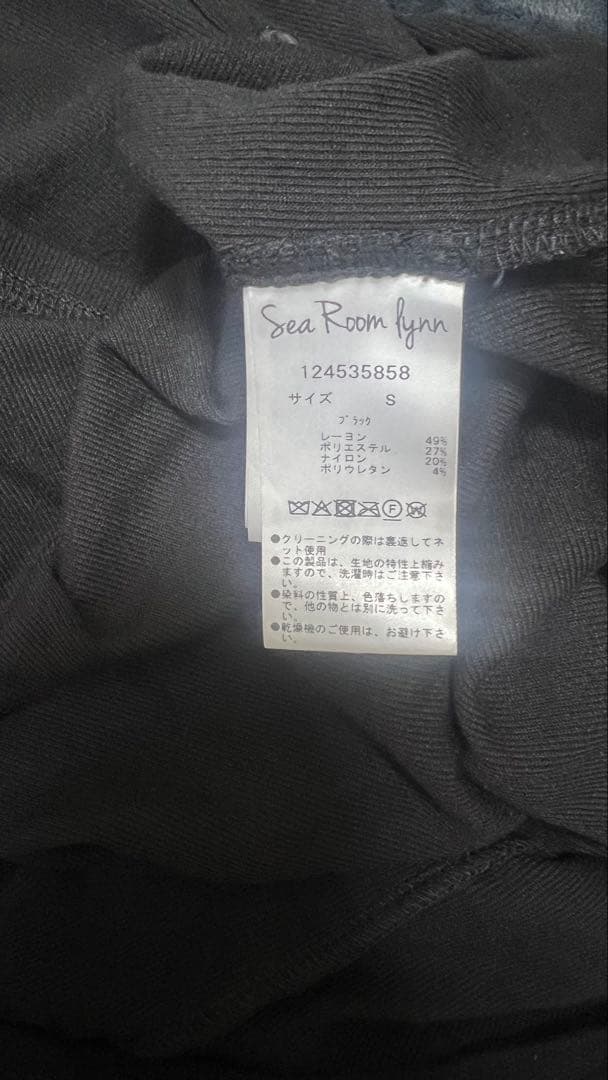 Sea Room lynn
124535858
サイズ S
ブラック
レーヨン 49%
ポリエステル 27%
ナイロン 20%
ポリウレタン 4%
F W
●クリーニングの際は裏返してネ
ット使用
●この製品は、生地の特性上縮み
ますので、洗濯時はご注意下さ
い。
●染料の性質上、色落ちしますの
で、他の物とは別に洗って下さ
い。
●乾燥機のご使用は、お避け下さ
い。